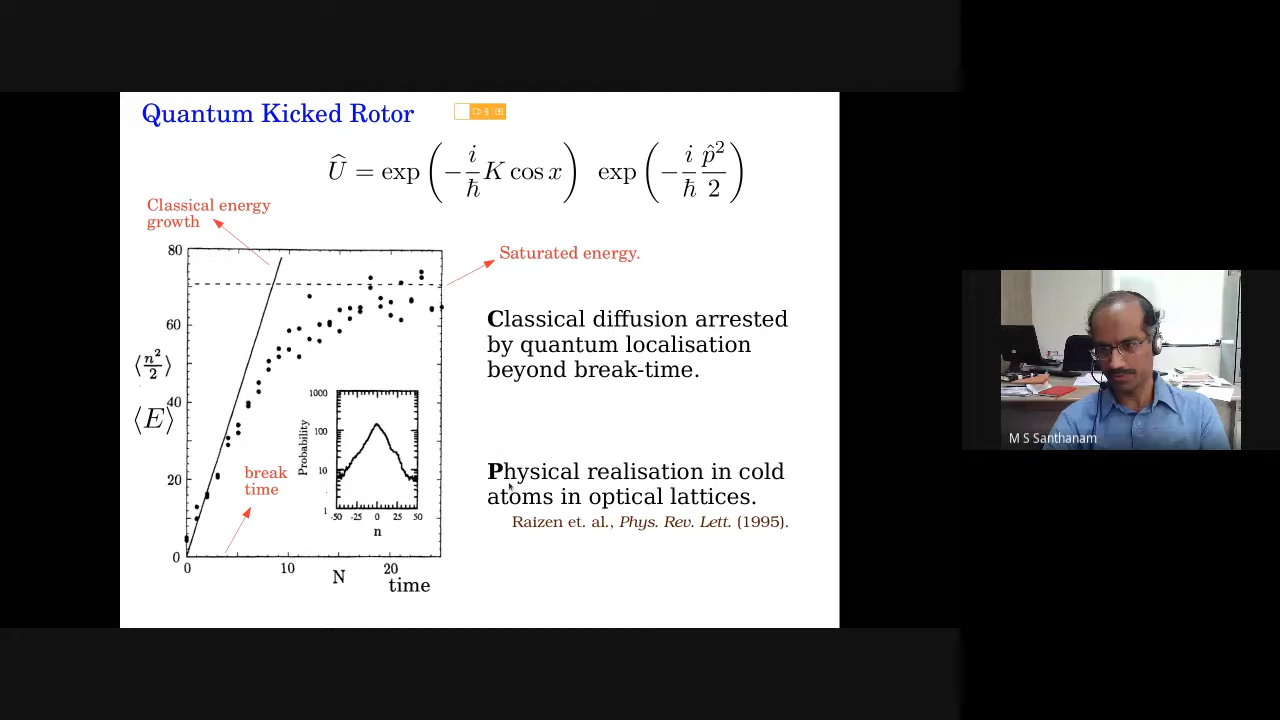 Quantum Kicked Rotor
Û = exp(−i/ħ K cos x) exp(−i/ħ p̂²/2)
Classical energy
growth
Saturated energy.
80
60
40
20
0
⟨n²/2⟩
⟨E⟩
break
time
0
10
20
N
time
Probability
1000
100
10
1
-50
-25
0
25
50
n
Classical diffusion arrested
by quantum localisation
beyond break-time.
Physical realisation in cold
atoms in optical lattices.
Raizen et. al., Phys. Rev. Lett. (1995).
M S Santhanam